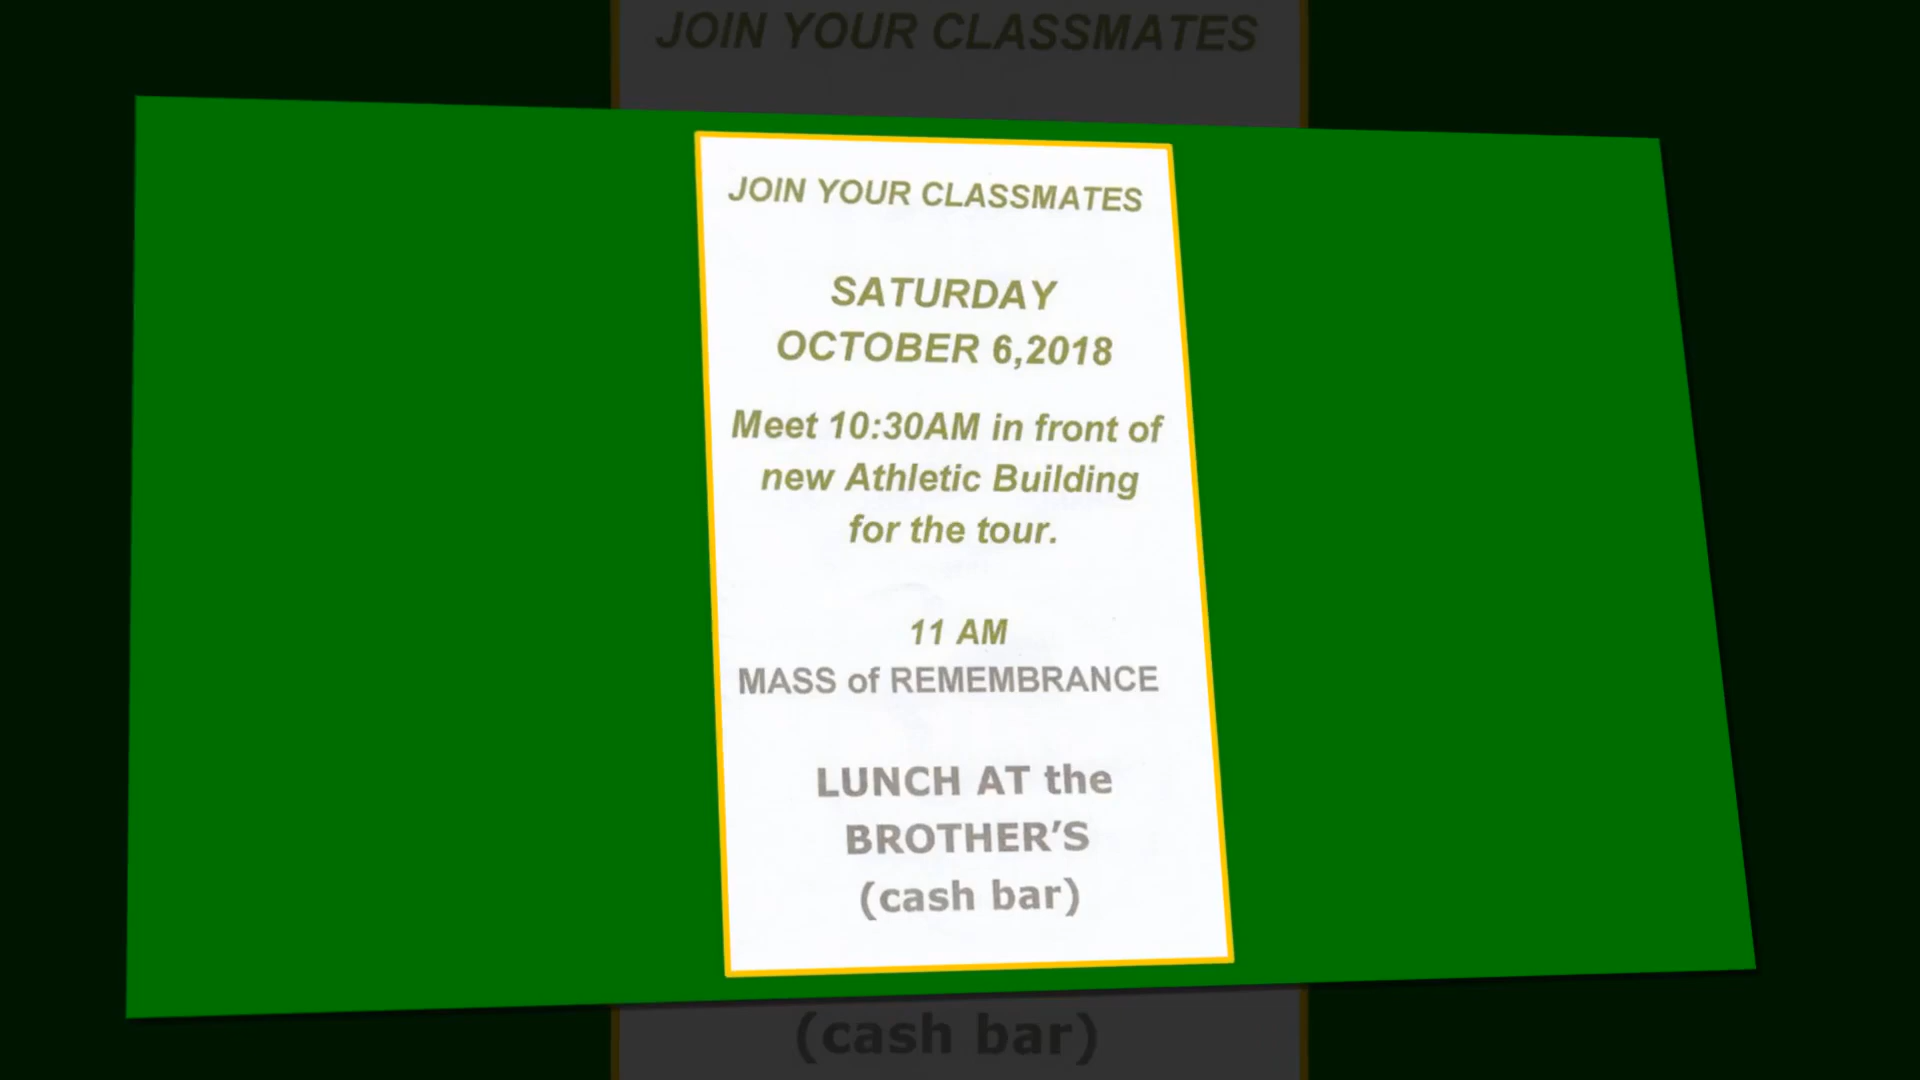 JOIN YOUR CLASSMATES
JOIN YOUR CLASSMATES
SATURDAY
OCTOBER 6,2018
Meet 10:30AM in front of
new Athletic Building
for the tour.
11 AM
MASS of REMEMBRANCE
LUNCH AT the
BROTHER'S
(cash bar)
(cash bar)